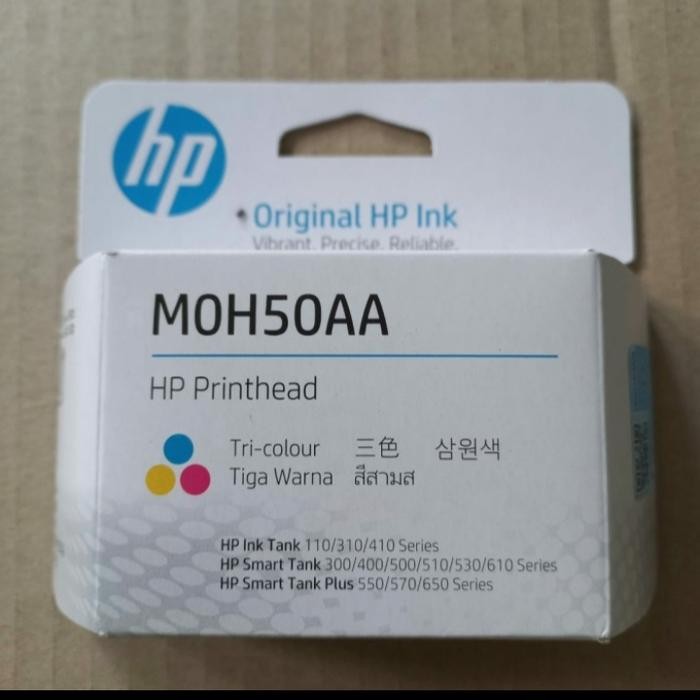 hp
Original HP Ink
Vibrant. Precise. Reliable.
M0H50AA
HP Printhead
Tri-colour 三色 삼원색
Tiga Warna สีสามส
HP Ink Tank 110/310/410 Series
HP Smart Tank 300/400/500/510/530/610 Series
HP Smart Tank Plus 550/570/650 Series